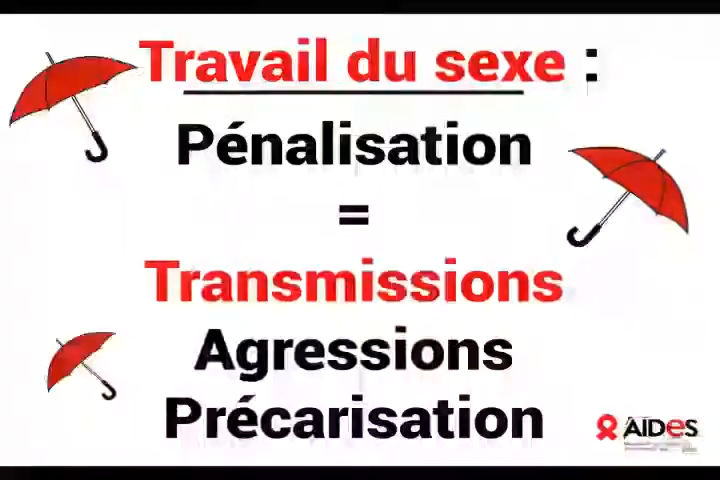 Travail du sexe :
Pénalisation
=
Transmissions
Agressions
Précarisation
AIDeS